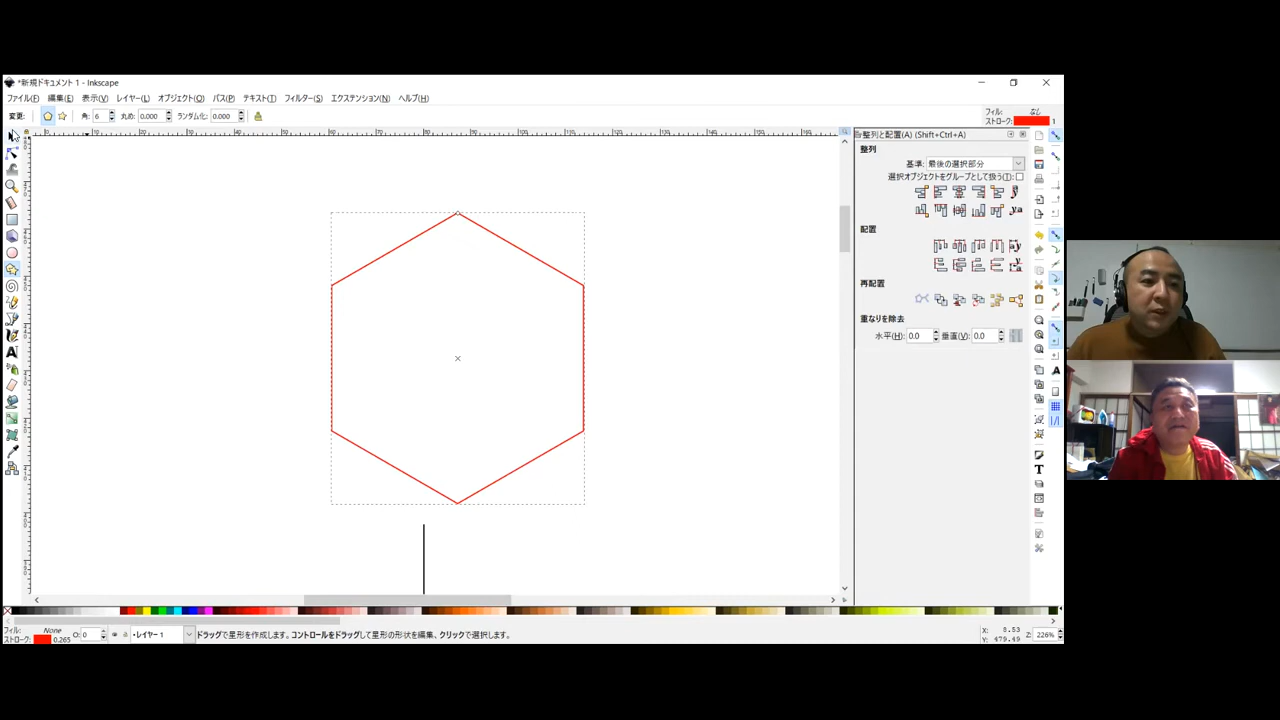 *新規ドキュメント 1 - Inkscape
ファイル(F) 編集(E) 表示(V) レイヤー(L) オブジェクト(O) パス(P) テキスト(T) フィルター(S) エクステンション(N) ヘルプ(H)
変更: 角: 6 丸め: 0.000 ランダム化: 0.000
フィル: なし
ストローク: 1
整列と配置(A) (Shift+Ctrl+A)
整列
基準: 最後の選択部分
選択オブジェクトをグループとして扱う(T):
配置
再配置
重なりを除去
水平(H): 0.0 垂直(V): 0.0
フィル: None
ストローク: 0.265
O: 0
レイヤー 1
ドラッグで星形を作成します。コントロールをドラッグして星形の形状を編集、クリックで選択します。
X: 8.53
Y: 479.49
Z: 226%